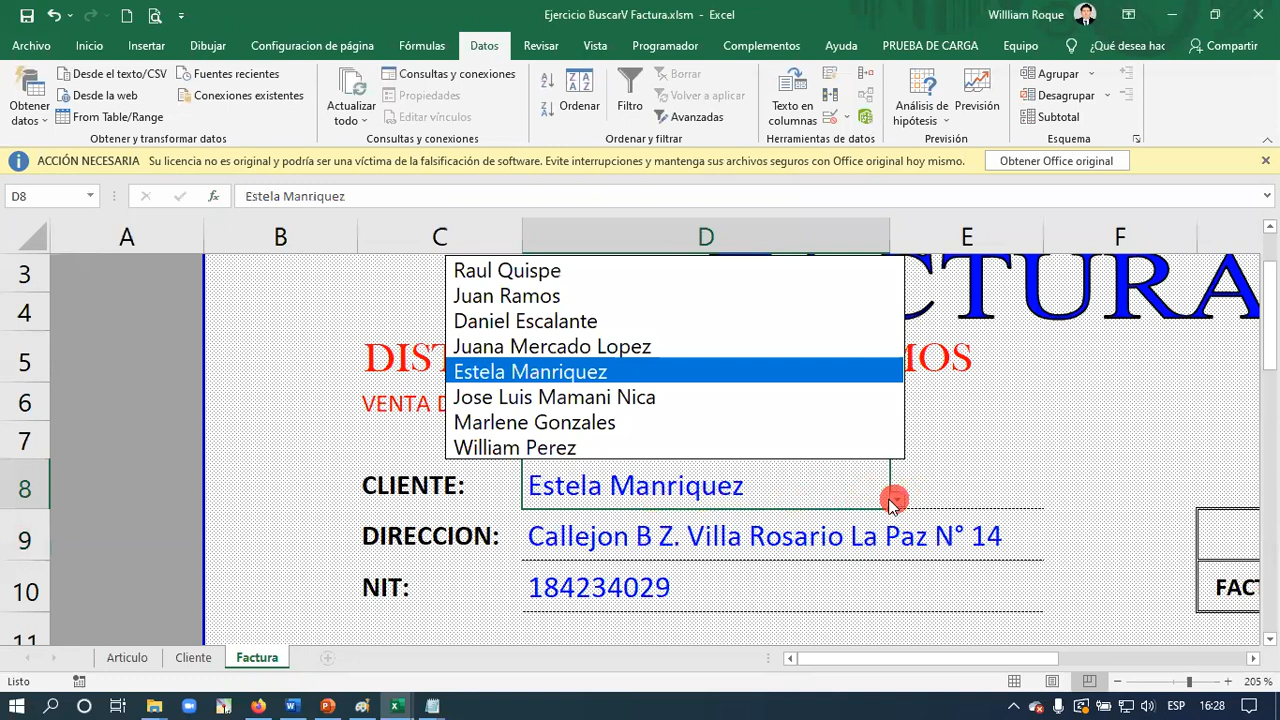 Ejercicio BuscarV Factura.xlsm - Excel
Willliam Roque
Archivo Inicio Insertar Dibujar Configuracion de página Fórmulas Datos Revisar Vista Programador Complementos Ayuda PRUEBA DE CARGA Equipo ¿Qué desea hac Compartir
Obtener datos
Desde el texto/CSV
Desde la web
From Table/Range
Fuentes recientes
Conexiones existentes
Obtener y transformar datos
Actualizar todo
Consultas y conexiones
Propiedades
Editar vínculos
Consultas y conexiones
Ordenar
Filtro
Borrar
Volver a aplicar
Avanzadas
Ordenar y filtrar
Texto en columnas
Herramientas de datos
Análisis de hipótesis
Previsión
Previsión
Agrupar
Desagrupar
Subtotal
Esquema
ACCIÓN NECESARIA Su licencia no es original y podría ser una víctima de la falsificación de software. Evite interrupciones y mantenga sus archivos seguros con Office original hoy mismo. Obtener Office original
D8 fx Estela Manriquez
A B C D E F
3
4
5
6
7
8
9
10
11
CTURA
DIST MOS
VENTA D
Raul Quispe
Juan Ramos
Daniel Escalante
Juana Mercado Lopez
Estela Manriquez
Jose Luis Mamani Nica
Marlene Gonzales
William Perez
CLIENTE: Estela Manriquez
DIRECCION: Callejon B Z. Villa Rosario La Paz N° 14
NIT: 184234029
FACT
Articulo Cliente Factura
Listo
205 %
ESP 16:28